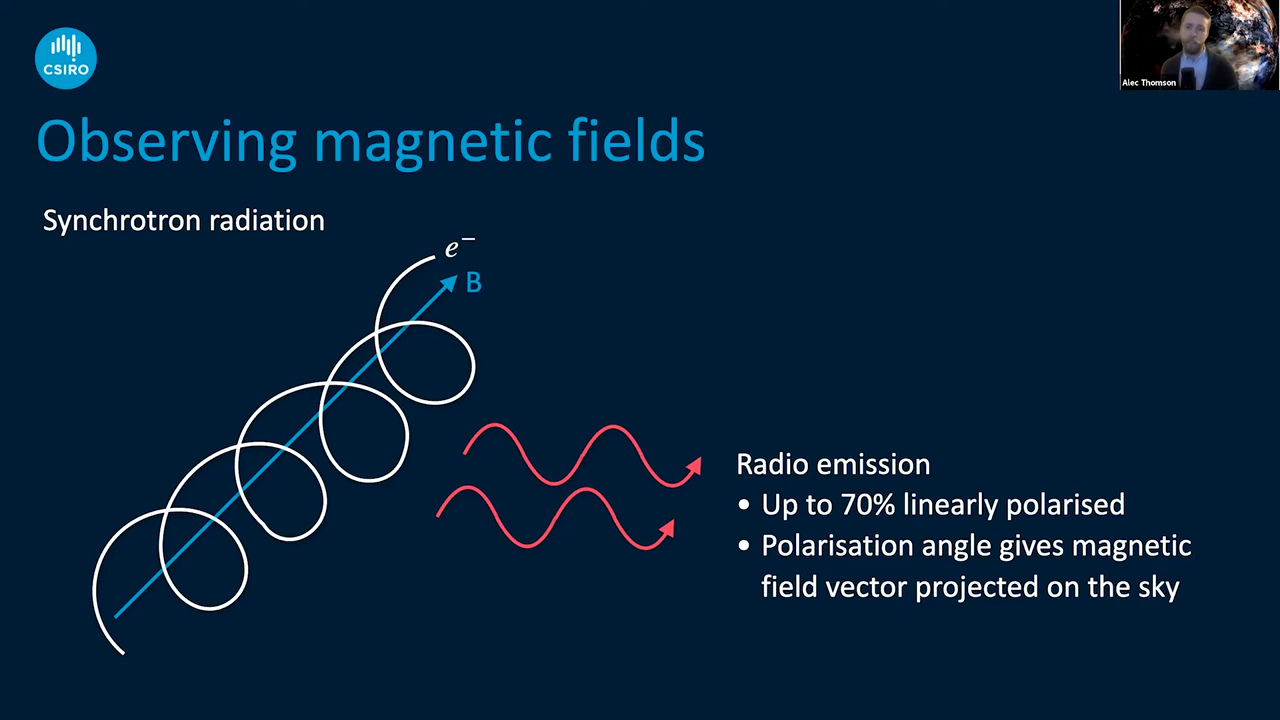 CSIRO
Alec Thomson
Observing magnetic fields
Synchrotron radiation
e⁻
B
Radio emission
• Up to 70% linearly polarised
• Polarisation angle gives magnetic
field vector projected on the sky